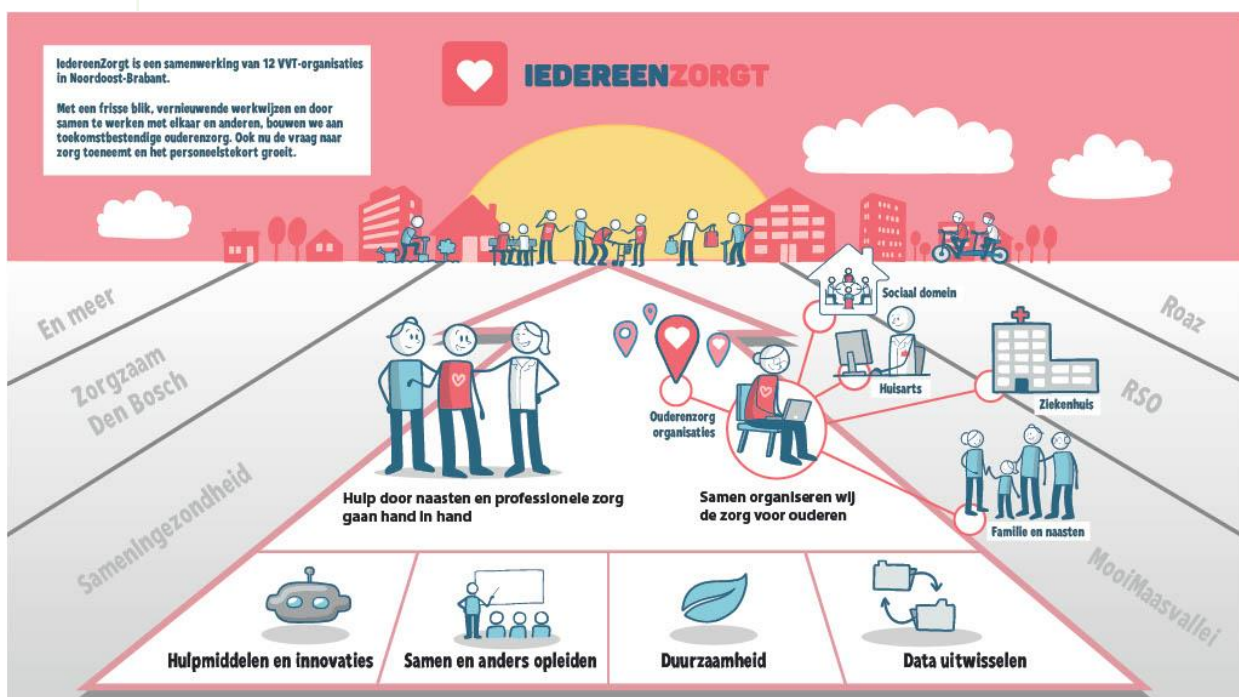 IedereenZorgt is een samenwerking van 12 VVT-organisaties
in Noordoost-Brabant.
Met een frisse blik, vernieuwende werkwijzen en door
samen te werken met elkaar en anderen, bouwen we aan
toekomstbestendige ouderenzorg. Ook nu de vraag naar
zorg toeneemt en het personeelstekort groeit.
IEDEREENZORGT
En meer
Zorgzaam
Den Bosch
SamenIngezondheid
Roaz
RSO
MooiMaasvallei
Sociaal domein
Huisarts
Ziekenhuis
Ouderenzorg
organisaties
Familie en naasten
Hulp door naasten en professionele zorg
gaan hand in hand
Samen organiseren wij
de zorg voor ouderen
Hulpmiddelen en innovaties
Samen en anders opleiden
Duurzaamheid
Data uitwisselen